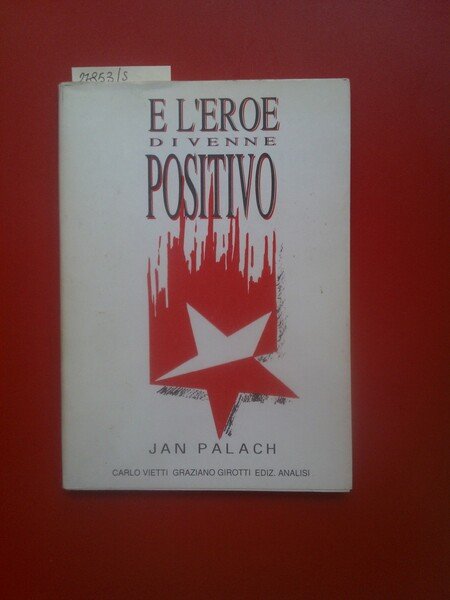 27853/s
E L'EROE
DIVENNE
POSITIVO
JAN PALACH
CARLO VIETTI GRAZIANO GIROTTI EDIZ. ANALISI